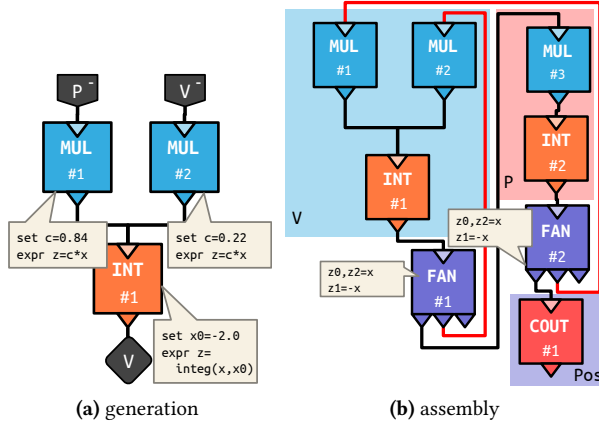 P -
V -
MUL
#1
MUL
#2
set c=0.84
expr z=c*x
set c=0.22
expr z=c*x
INT
#1
set x0=-2.0
expr z=
integ(x,x0)
V
(a) generation
MUL
#1
MUL
#2
MUL
#3
INT
#1
INT
#2
V
P
z0,z2=x
z1=-x
FAN
#1
z0,z2=x
z1=-x
FAN
#2
COUT
#1
Pos
(b) assembly